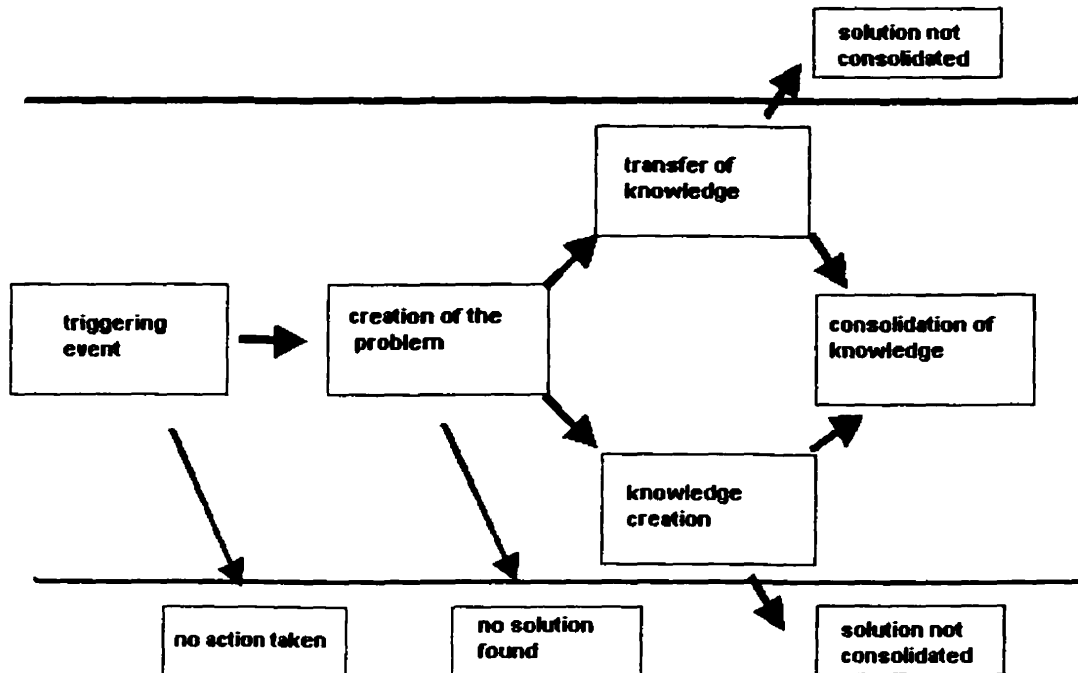 solution not
consolidated
transfer of
knowledge
triggering
event
creation of the
problem
consolidation of
knowledge
knowledge
creation
no action taken
no solution
found
solution not
consolidated